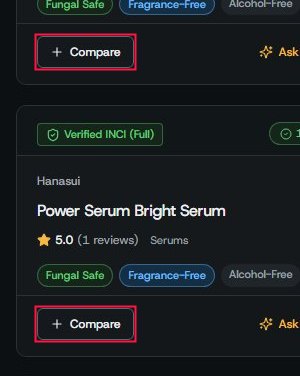 Fungal Safe Fragrance-Free Alcohol-Free
+ Compare Ask
Verified INCI (Full) 1
Hanasui
Power Serum Bright Serum
5.0 (1 reviews) Serums
Fungal Safe Fragrance-Free Alcohol-Free
+ Compare Ask